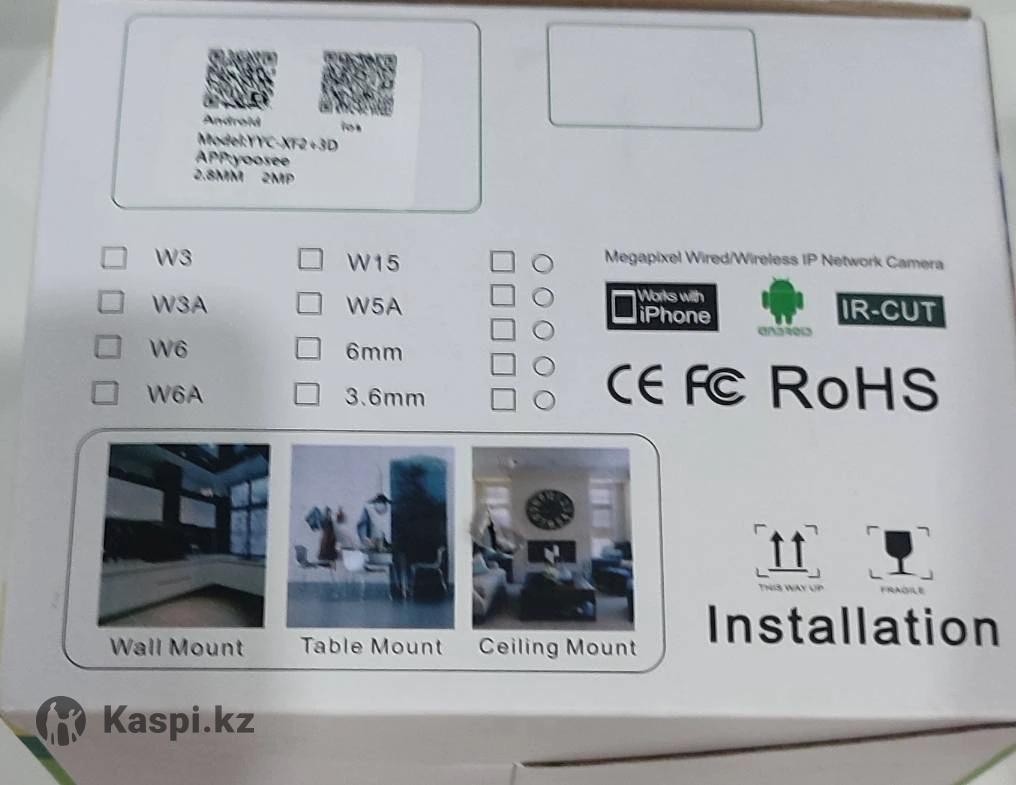 Android
Ios
Model:YYC-XF2+3D
APP:yoosee
2.8MM 2MP
W3
W3A
W6
W6A
W15
W5A
6mm
3.6mm
Megapixel Wired/Wireless IP Network Camera
Works with
iPhone
ANDROID
IR-CUT
CE FC RoHS
Wall Mount
Table Mount
Ceiling Mount
THIS WAY UP
FRAGILE
Installation
Kaspi.kz